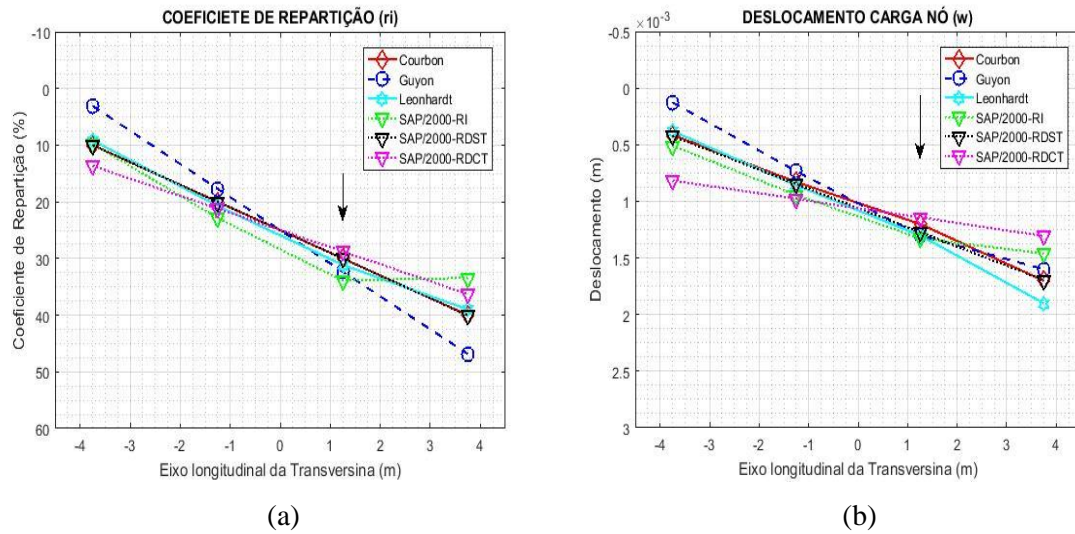 COEFICIETE DE REPARTIÇÃO (ri)
-10
0
10
20
30
40
50
60
Coeficiente de Repartição (%)
-4 -3 -2 -1 0 1 2 3 4
Eixo longitudinal da Transversina (m)
Courbon
Guyon
Leonhardt
SAP/2000-RI
SAP/2000-RDST
SAP/2000-RDCT
(a)
DESLOCAMENTO CARGA NÓ (w)
×10⁻³
-0.5
0
0.5
1
1.5
2
2.5
3
Deslocamento (m)
-4 -3 -2 -1 0 1 2 3 4
Eixo longitudinal da Transversina (m)
Courbon
Guyon
Leonhardt
SAP/2000-RI
SAP/2000-RDST
SAP/2000-RDCT
(b)